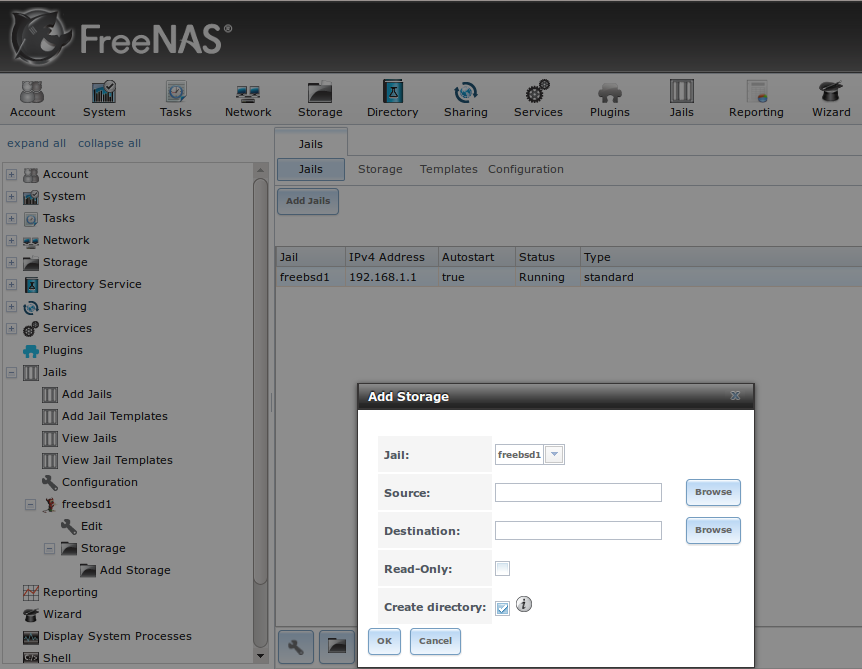 FreeNAS®
Account System Tasks Network Storage Directory Sharing Services Plugins Jails Reporting Wizard
expand all collapse all
Account
System
Tasks
Network
Storage
Directory Service
Sharing
Services
Plugins
Jails
Add Jails
Add Jail Templates
View Jails
View Jail Templates
Configuration
freebsd1
Edit
Storage
Add Storage
Reporting
Wizard
Display System Processes
Shell
Jails
Jails Storage Templates Configuration
Add Jails
Jail IPv4 Address Autostart Status Type
freebsd1 192.168.1.1 true Running standard
Add Storage
Jail: freebsd1
Source: Browse
Destination: Browse
Read-Only:
Create directory:
OK Cancel